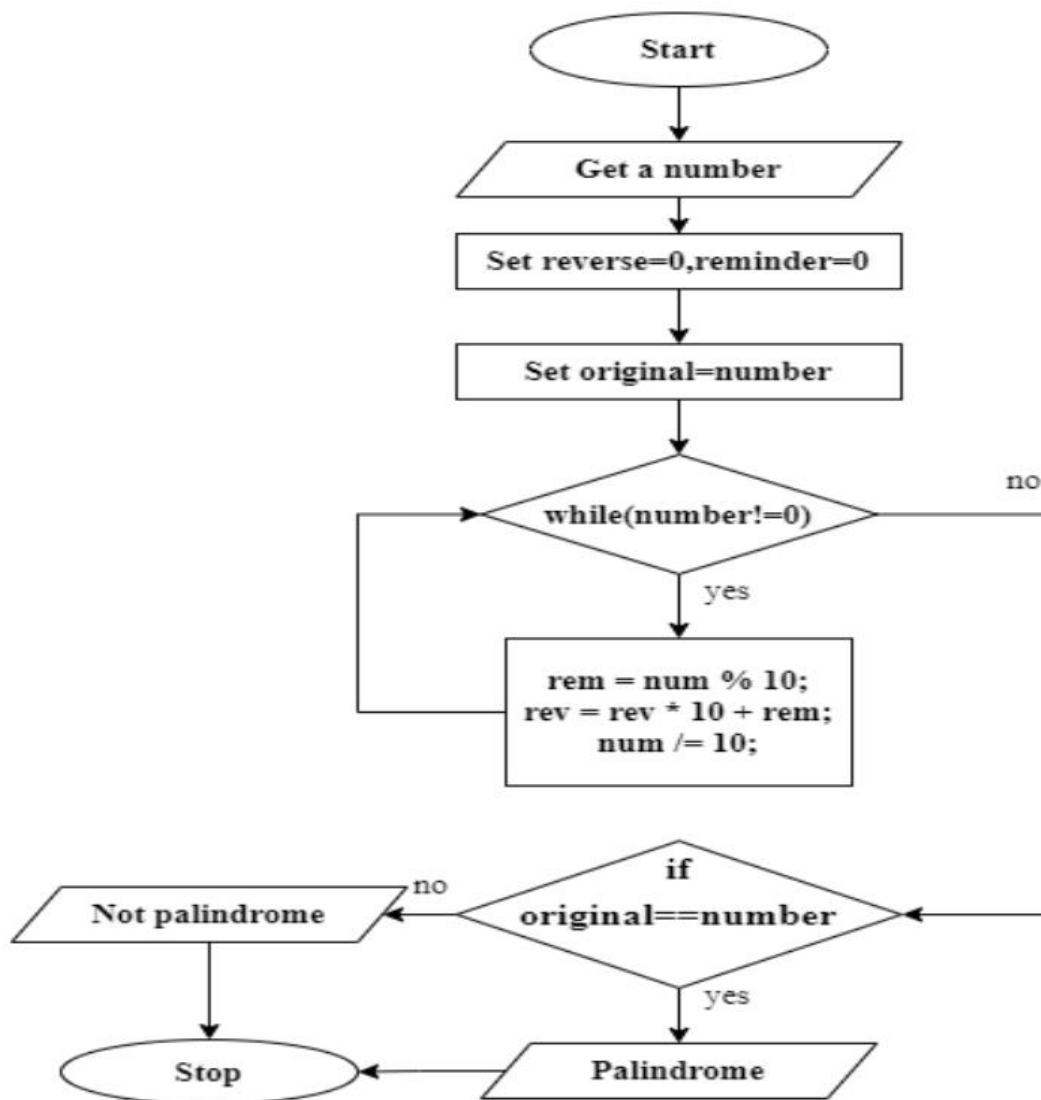 Start
Get a number
Set reverse=0,reminder=0
Set original=number
no
while(number!=0)
yes
rem = num % 10;
rev = rev * 10 + rem;
num /= 10;
if
original==number
no
Not palindrome
yes
Palindrome
Stop